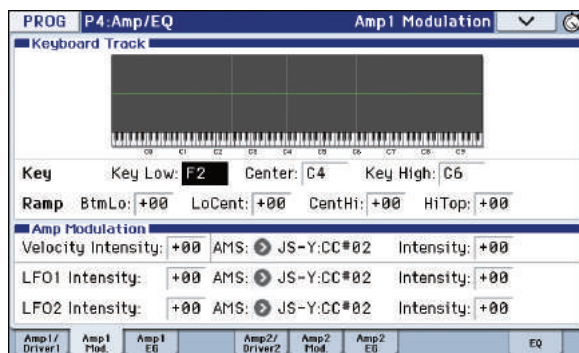 PROG P4:Amp/EQ Amp1 Modulation
Keyboard Track
C0 C1 C2 C3 C4 C5 C6 C7 C8 C9
Key Key Low: F2 Center: C4 Key High: C6
Ramp BtmLo: +00 LoCent: +00 CentHi: +00 HiTop: +00
Amp Modulation
Velocity Intensity: +00 AMS: JS-Y:CC#02 Intensity: +00
LFO1 Intensity: +00 AMS: JS-Y:CC#02 Intensity: +00
LFO2 Intensity: +00 AMS: JS-Y:CC#02 Intensity: +00
Amp1/ Driver1 Amp1 Mod. Amp1 EG Amp2/ Driver2 Amp2 Mod. Amp2 EG EQ